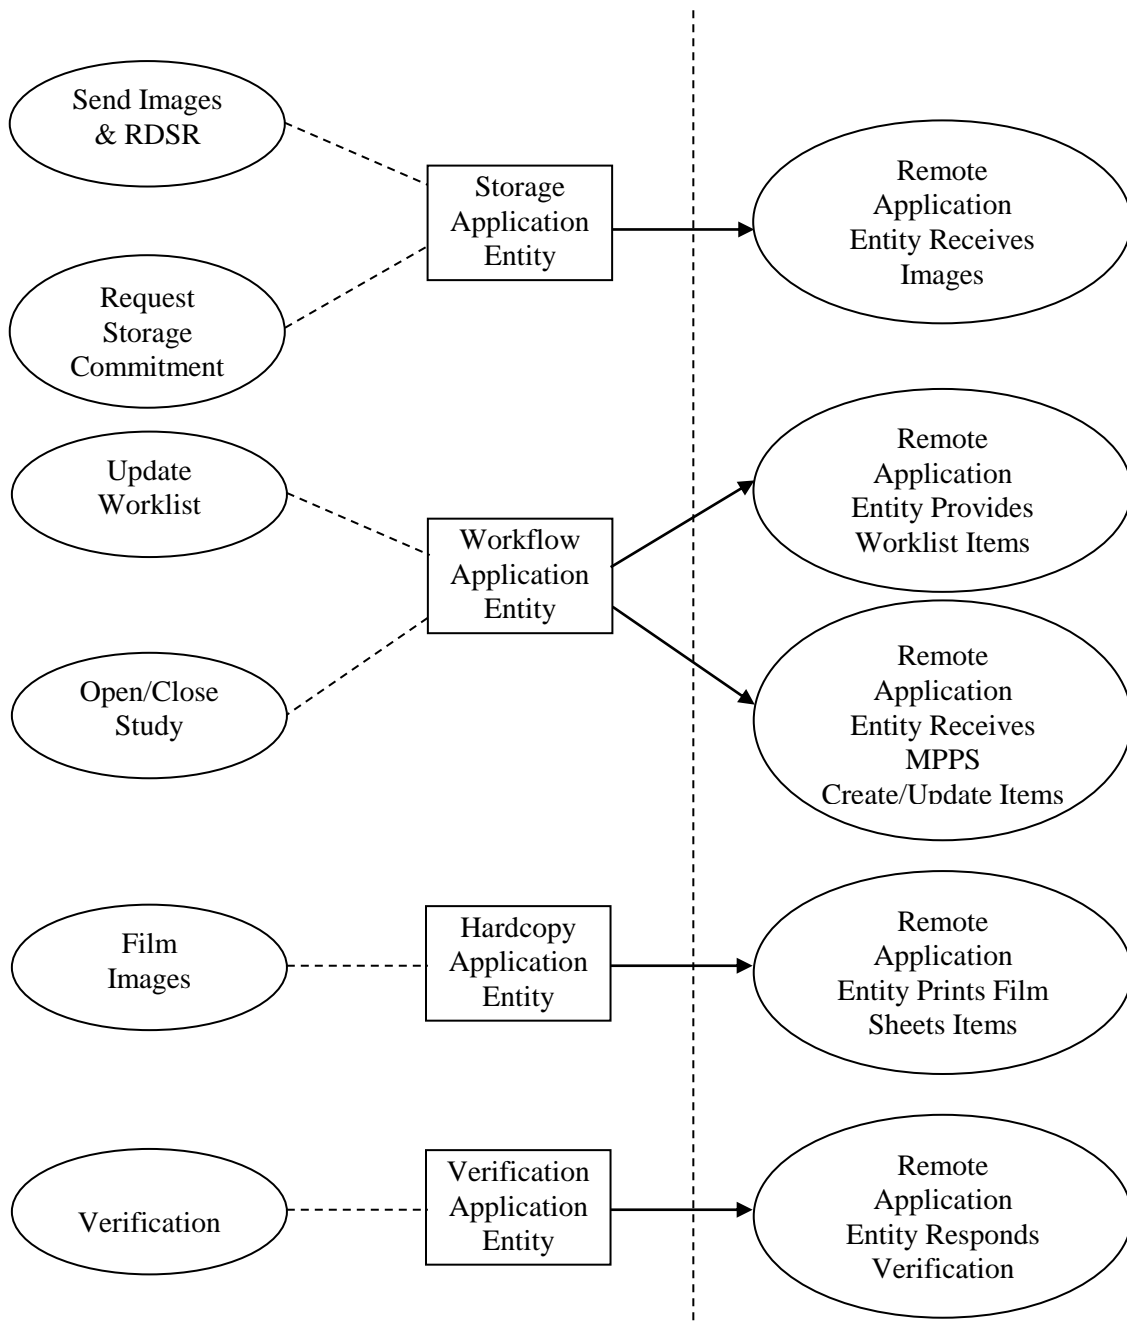 Send Images
& RDSR
Request
Storage
Commitment
Storage
Application
Entity
Remote
Application
Entity Receives
Images
Update
Worklist
Open/Close
Study
Workflow
Application
Entity
Remote
Application
Entity Provides
Worklist Items
Remote
Application
Entity Receives
MPPS
Create/Update Items
Film
Images
Hardcopy
Application
Entity
Remote
Application
Entity Prints Film
Sheets Items
Verification
Verification
Application
Entity
Remote
Application
Entity Responds
Verification